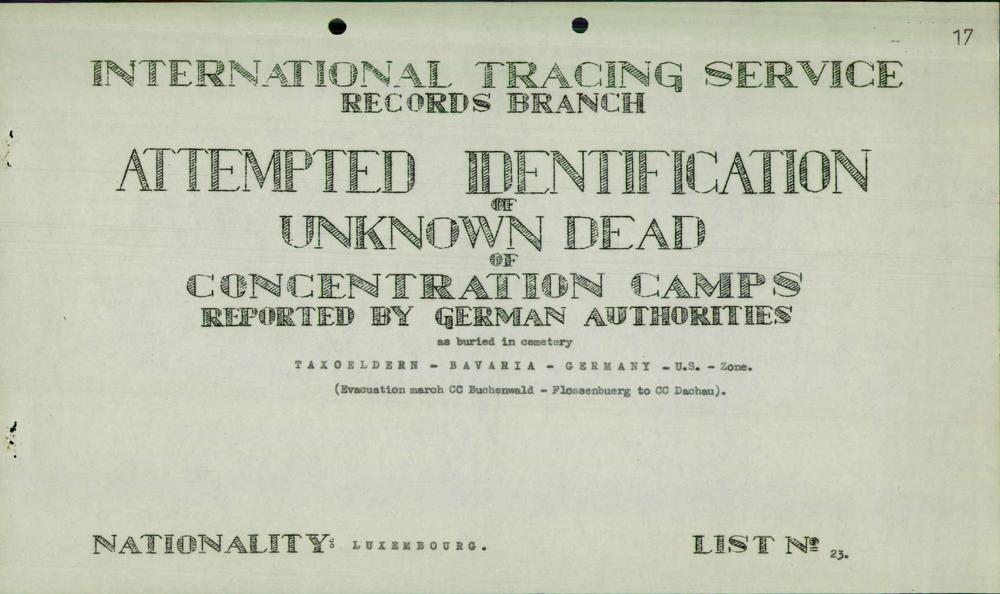 17
INTERNATIONAL TRACING SERVICE
RECORDS BRANCH
ATTEMPTED IDENTIFICATION
OF
UNKNOWN DEAD
OF
CONCENTRATION CAMPS
REPORTED BY GERMAN AUTHORITIES
as buried in cemetery
TAXOELDERN - BAVARIA - GERMANY - U.S. - Zone.
(Evacuation march CC Buchenwald - Flossenbuerg to CC Dachau).
NATIONALITY: LUXEMBOURG. LIST Nº 23.